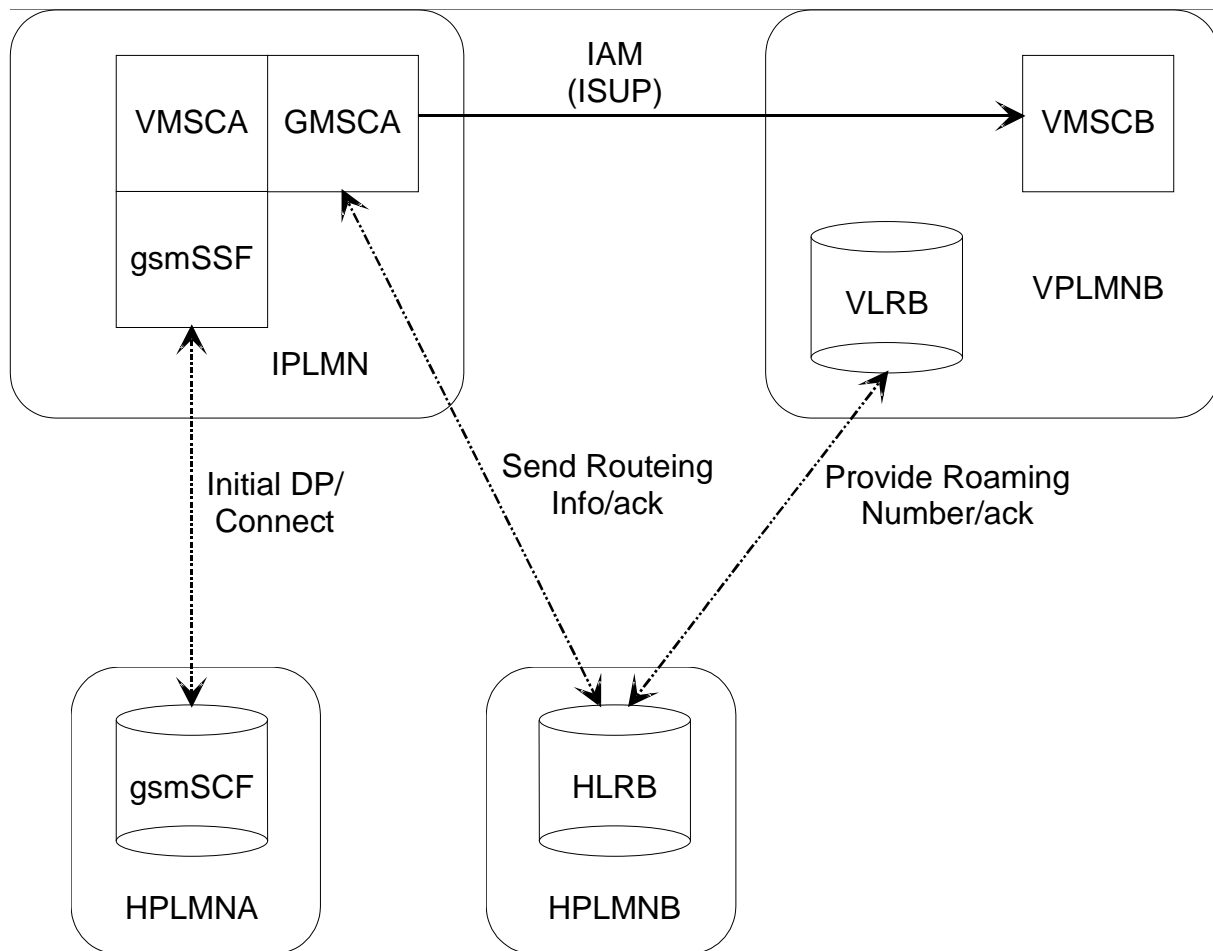 IAM
(ISUP)
VMSCA
GMSCA
VMSCB
gsmSSF
VLRB
VPLMNB
IPLMN
Initial DP/
Connect
Send Routeing
Info/ack
Provide Roaming
Number/ack
gsmSCF
HLRB
HPLMNA
HPLMNB